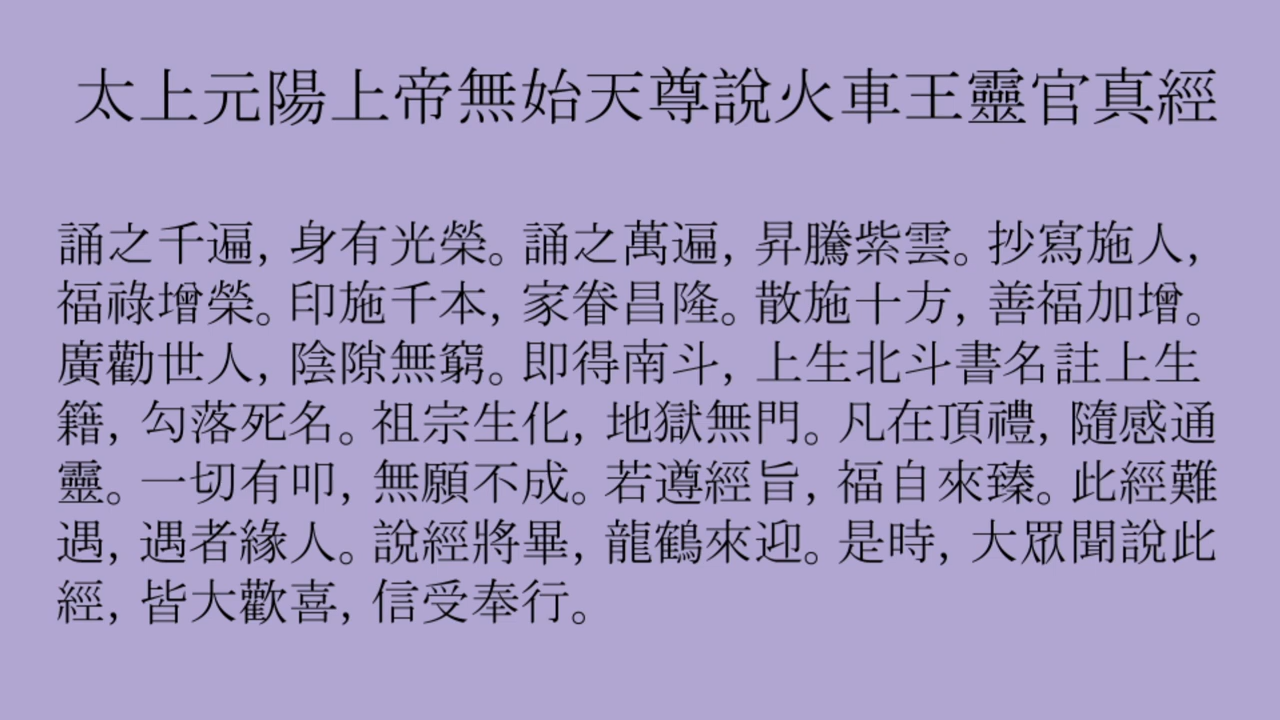 太上元陽上帝無始天尊說火車王靈官真經
誦之千遍，身有光榮。誦之萬遍，昇騰紫雲。抄寫施人，
福祿增榮。印施千本，家眷昌隆。散施十方，善福加增。
廣勸世人，陰隙無窮。即得南斗，上生北斗書名註上生
籍，勾落死名。祖宗生化，地獄無門。凡在頂禮，隨感通
靈。一切有叩，無願不成。若遵經旨，福自來臻。此經難
遇，遇者緣人。說經將畢，龍鶴來迎。是時，大眾聞說此
經，皆大歡喜，信受奉行。